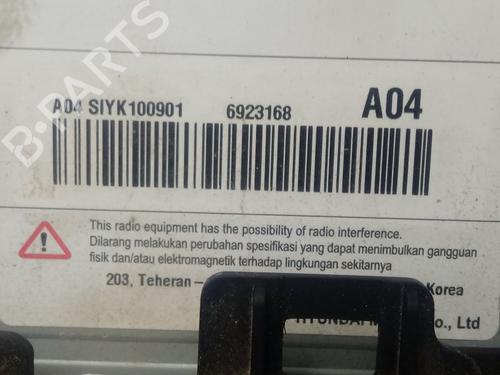 B-PARTS
A04 SIYK100901 6923168 A04
This radio equipment has the possibility of radio interference.
Dilarang melakukan perubahan spesifikasi yang dapat menimbulkan gangguan
fisik dan/atau elektromagnetik terhadap lingkungan sekitarnya
203, Teheran- Korea
HYUNDAI M o., Ltd